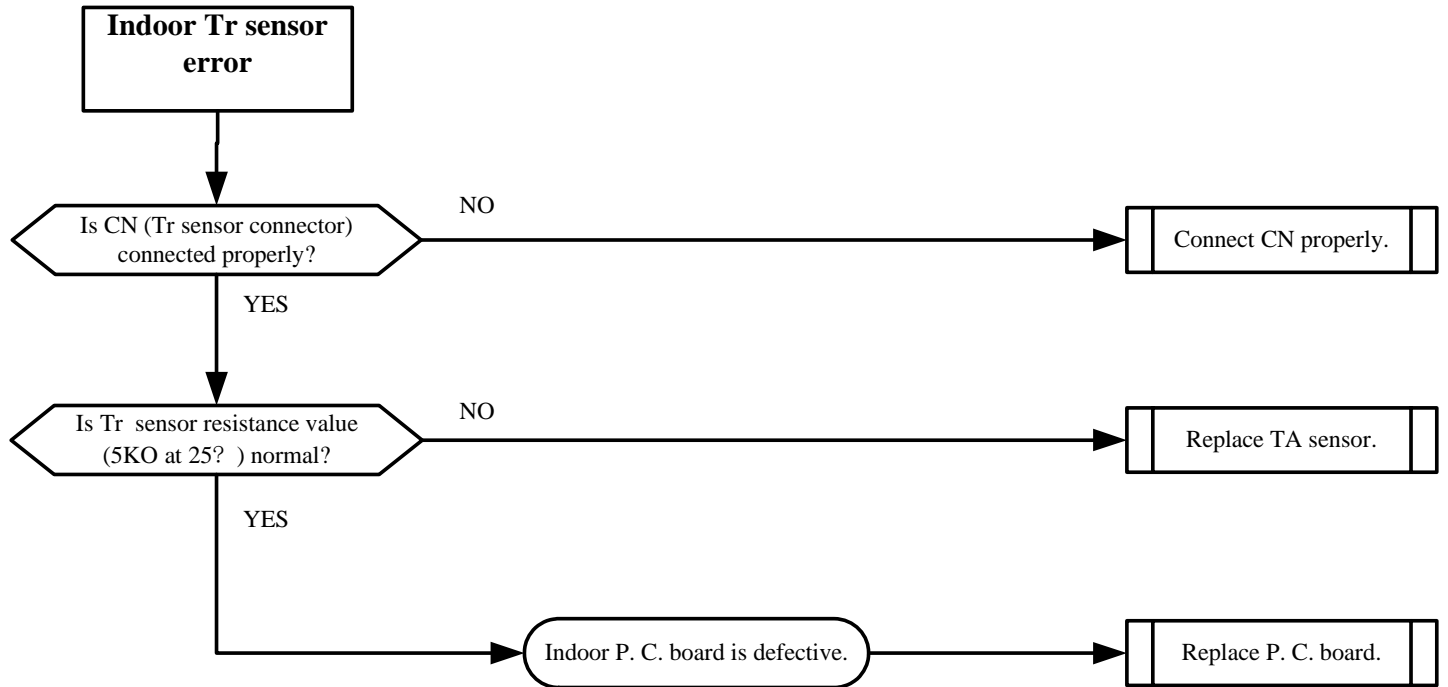 Indoor Tr sensor
error
Is CN (Tr sensor connector)
connected properly?
NO
Connect CN properly.
YES
Is Tr sensor resistance value
(5KO at 25? ) normal?
NO
Replace TA sensor.
YES
Indoor P. C. board is defective.
Replace P. C. board.